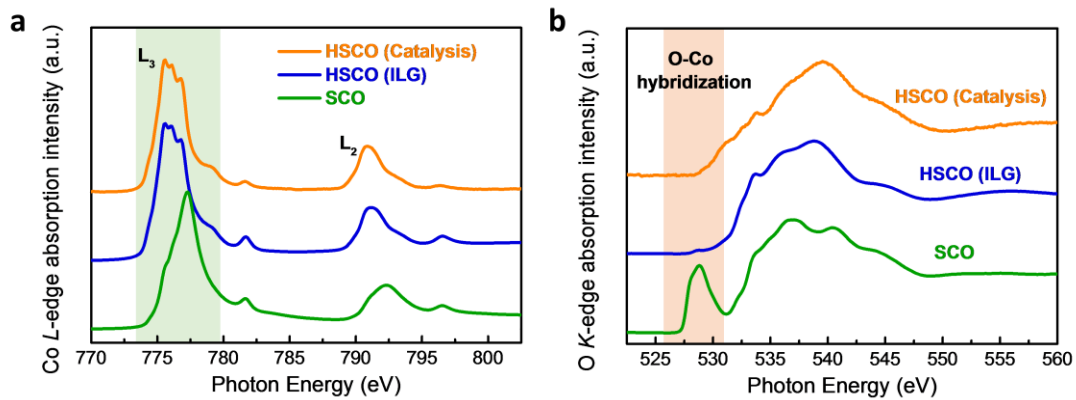 a
Co L-edge absorption intensity (a.u.)
L3
L2
HSCO (Catalysis)
HSCO (ILG)
SCO
770 775 780 785 790 795 800
Photon Energy (eV)
b
O K-edge absorption intensity (a.u.)
O-Co
hybridization
HSCO (Catalysis)
HSCO (ILG)
SCO
525 530 535 540 545 550 555 560
Photon Energy (eV)